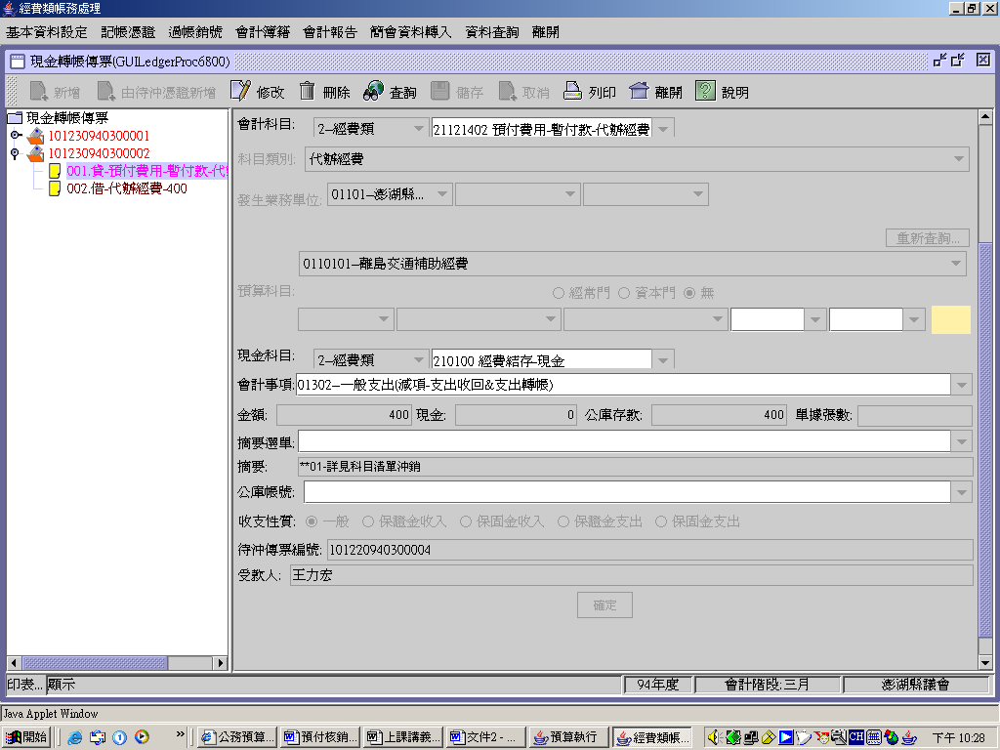 經費類帳務處理
基本資料設定 記帳憑證 過帳銷號 會計簿籍 會計報告 簡會資料轉入 資料查詢 離開
現金轉帳傳票(GUILedgerProc6800)
新增 由待沖憑證新增 修改 刪除 查詢 儲存 取消 列印 離開 說明
現金轉帳傳票
101230940300001
101230940300002
001.貸-預付費用-暫付款-代辦
002.借-代辦經費-400
會計科目: 2--經費類 21121402 預付費用-暫付款-代辦經費
科目類別: 代辦經費
發生業務單位: 01101--澎湖縣...
重新查詢...
0110101--離島交通補助經費
預算科目: 經常門 資本門 無
現金科目: 2--經費類 210100 經費結存-現金
會計事項: 01302--一般支出(減項-支出收回&支出轉帳)
金額: 400 現金: 0 公庫存款: 400 單據張數:
摘要選單:
摘要: **01-詳見科目清單沖銷
公庫帳號:
收支性質: 一般 保證金收入 保固金收入 保證金支出 保固金支出
待沖傳票編號: 101220940300004
受款人: 王力宏
確定
印表... 顯示 94年度 會計階段:三月 澎湖縣議會
Java Applet Window
開始 » 公務預算... 預付核銷... 上課講義... 文件2 - ... 預算執行 經費類帳... CH 下午 10:28